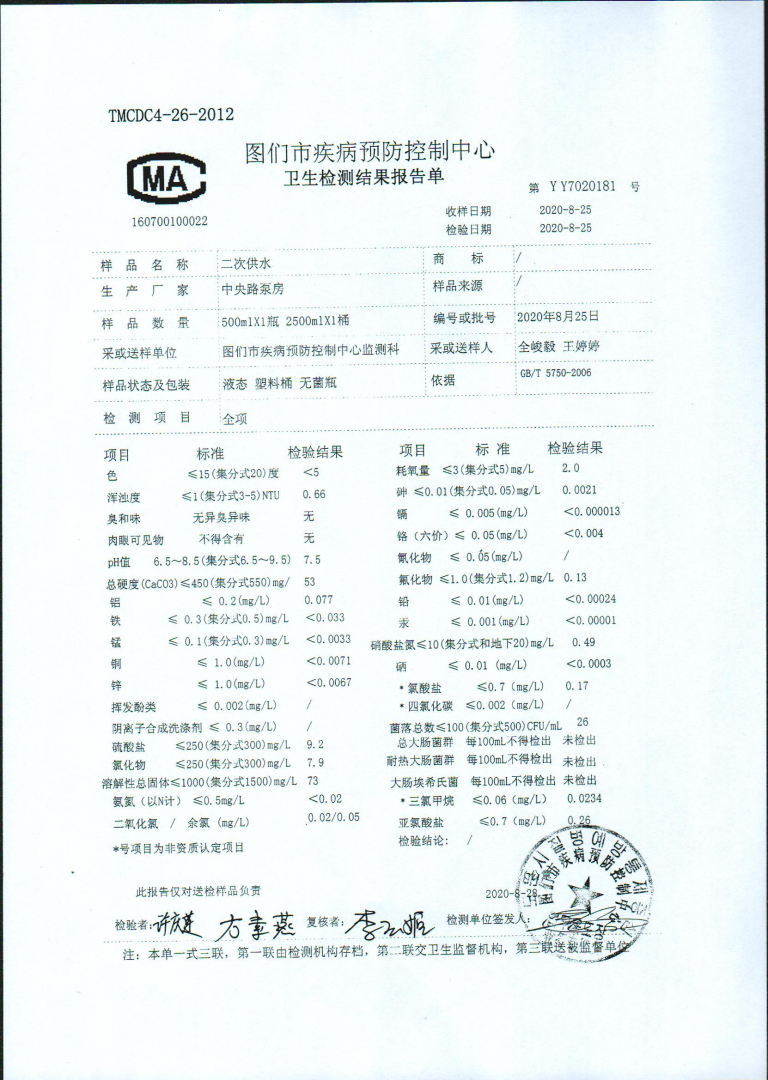 TMCDC4-26-2012
图们市疾病预防控制中心
卫生检测结果报告单
MA
160700100022
第 YY7020181 号
收样日期 2020-8-25
检验日期 2020-8-25
样品名称 二次供水 商标 /
生产厂家 中央路泵房 样品来源 /
样品数量 500mlX1瓶 2500mlX1桶 编号或批号 2020年8月25日
采或送样单位 图们市疾病预防控制中心监测科 采或送样人 全峻毅 王婷婷
样品状态及包装 液态 塑料桶 无菌瓶 依据 GB/T 5750-2006
检测项目 全项
项目 标准 检验结果
色 ≤15(集分式20)度 <5
浑浊度 ≤1(集分式3-5)NTU 0.66
臭和味 无异臭异味 无
肉眼可见物 不得含有 无
pH值 6.5~8.5(集分式6.5~9.5) 7.5
总硬度(CaCO3)≤450(集分式550)mg/ 53
铝 ≤ 0.2(mg/L) 0.077
铁 ≤ 0.3(集分式0.5)mg/L <0.033
锰 ≤ 0.1(集分式0.3)mg/L <0.0033
铜 ≤ 1.0(mg/L) <0.0071
锌 ≤ 1.0(mg/L) <0.0067
挥发酚类 ≤ 0.002(mg/L) /
阴离子合成洗涤剂 ≤ 0.3(mg/L) /
硫酸盐 ≤250(集分式300)mg/L 9.2
氯化物 ≤250(集分式300)mg/L 7.9
溶解性总固体≤1000(集分式1500)mg/L 73
氨氮（以N计）≤0.5mg/L <0.02
二氧化氯 / 余氯 (mg/L) 0.02/0.05
*号项目为非资质认定项目
项目 标准 检验结果
耗氧量 ≤3(集分式5)mg/L 2.0
砷 ≤0.01(集分式0.05)mg/L 0.0021
镉 ≤ 0.005(mg/L) <0.000013
铬（六价）≤ 0.05(mg/L) <0.004
氰化物 ≤ 0.05(mg/L) /
氟化物 ≤1.0(集分式1.2)mg/L 0.13
铅 ≤ 0.01(mg/L) <0.00024
汞 ≤ 0.001(mg/L) <0.00001
硝酸盐氮≤10(集分式和地下20)mg/L 0.49
硒 ≤ 0.01 (mg/L) <0.0003
*氯酸盐 ≤0.7（mg/L） 0.17
*四氯化碳 ≤0.002（mg/L） /
菌落总数≤100(集分式500)CFU/mL 26
总大肠菌群 每100mL不得检出 未检出
耐热大肠菌群 每100mL不得检出 未检出
大肠埃希氏菌 每100mL不得检出 未检出
*三氯甲烷 ≤0.06（mg/L） 0.0234
亚氯酸盐 ≤0.7（mg/L） 0.26
检验结论： /
此报告仅对送检样品负责
2020-8-28
检验者: 方素燕 复核者: 检测单位签发人:
注：本单一式三联，第一联由检测机构存档，第二联交卫生监督机构，第三联送被监督单位